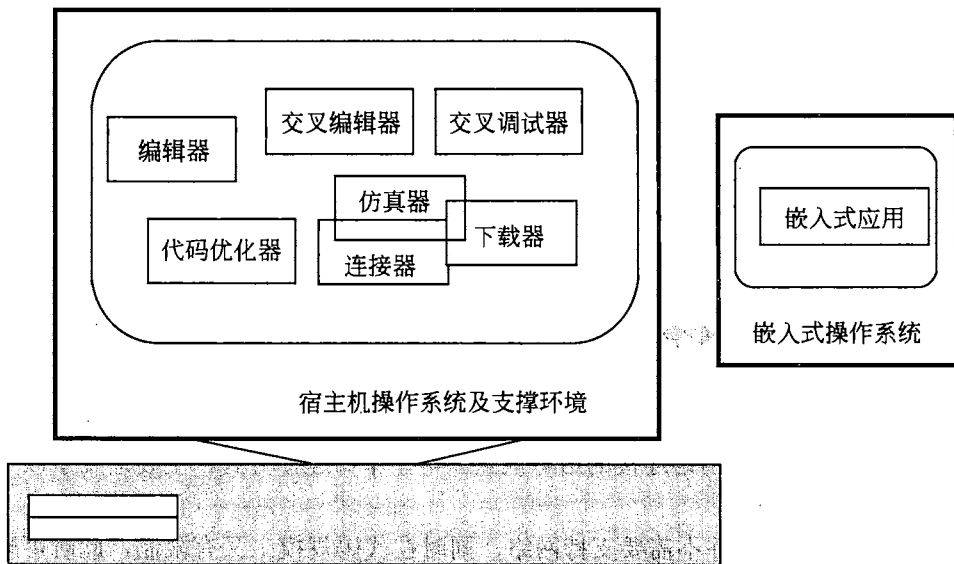 交叉编辑器
交叉调试器
编辑器
仿真器
下载器
代码优化器
连接器
宿主机操作系统及支撑环境
嵌入式应用
嵌入式操作系统